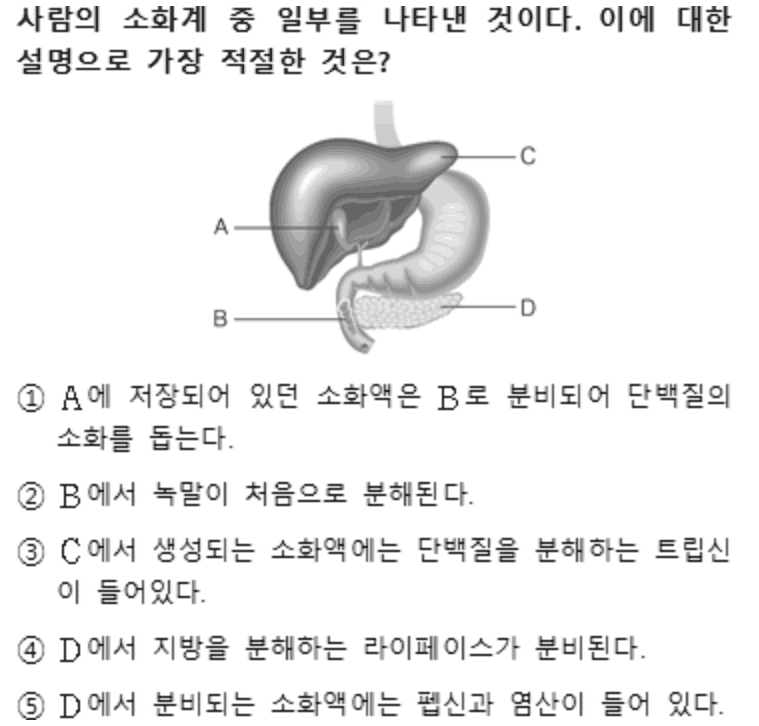 사람의 소화계 중 일부를 나타낸 것이다. 이에 대한
설명으로 가장 적절한 것은?
C
A
D
B
① A에 저장되어 있던 소화액은 B로 분비되어 단백질의
소화를 돕는다.
② B에서 녹말이 처음으로 분해된다.
③ C에서 생성되는 소화액에는 단백질을 분해하는 트립신
이 들어있다.
④ D에서 지방을 분해하는 라이페이스가 분비된다.
⑤ D에서 분비되는 소화액에는 펩신과 염산이 들어 있다.